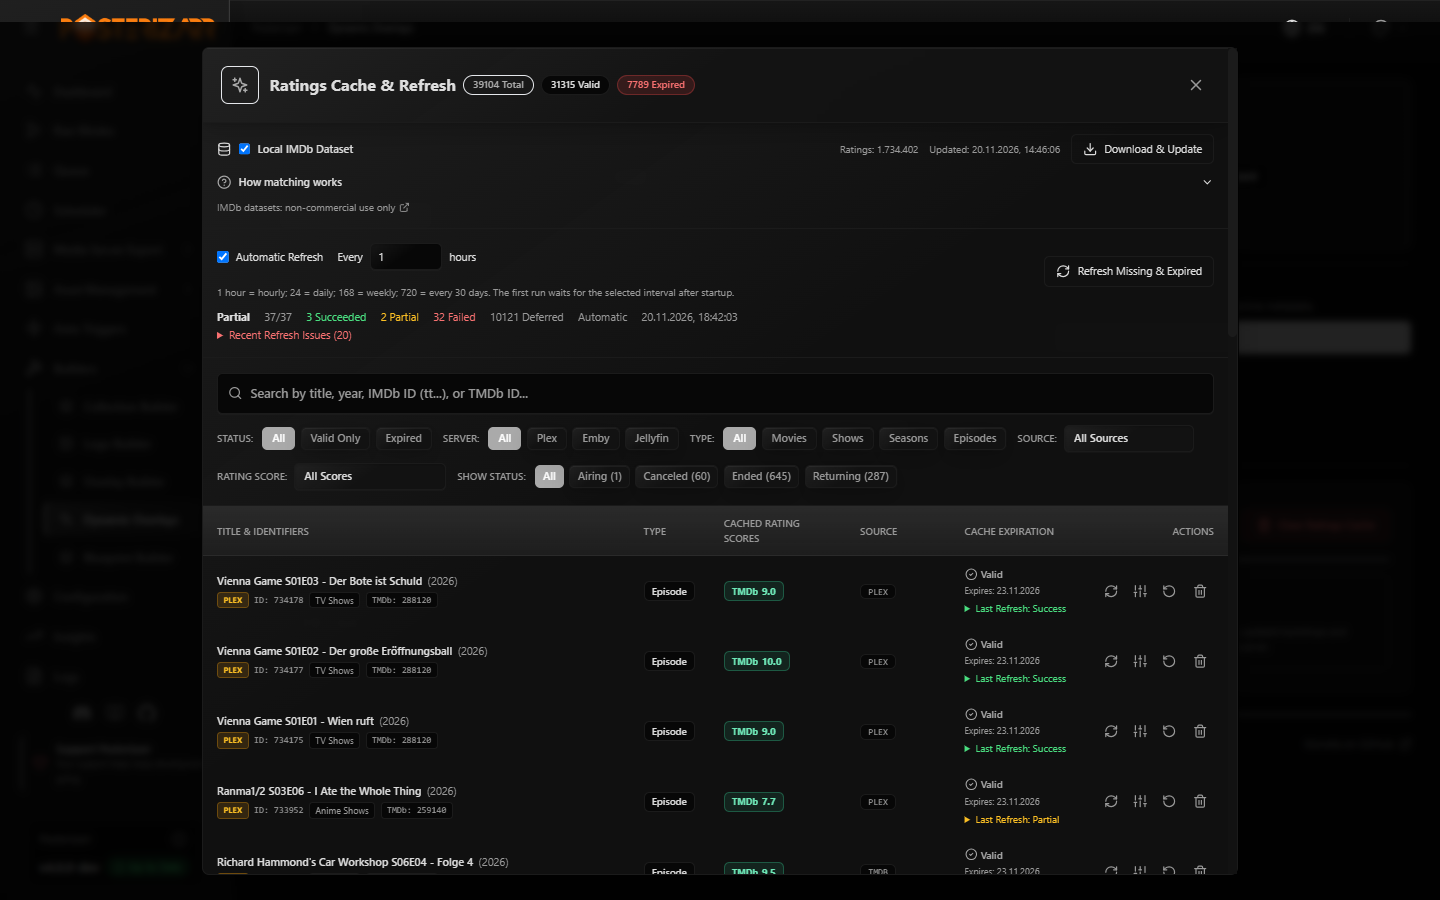 POSTERIZARR
Ratings Cache & Refresh 39104 Total 31315 Valid 7789 Expired
Local IMDb Dataset Ratings: 1.734.402 Updated: 20.11.2026, 14:46:06 Download & Update
How matching works
IMDb datasets: non-commercial use only
Automatic Refresh Every 1 hours
Refresh Missing & Expired
1 hour = hourly; 24 = daily; 168 = weekly; 720 = every 30 days. The first run waits for the selected interval after startup.
Partial 37/37 3 Succeeded 2 Partial 32 Failed 10121 Deferred Automatic 20.11.2026, 18:42:03
Recent Refresh Issues (20)
Search by title, year, IMDb ID (tt...), or TMDb ID...
STATUS: All Valid Only Expired SERVER: All Plex Emby Jellyfin TYPE: All Movies Shows Seasons Episodes SOURCE: All Sources
RATING SCORE: All Scores SHOW STATUS: All Airing (1) Canceled (60) Ended (645) Returning (287)
TITLE & IDENTIFIERS TYPE CACHED RATING SCORES SOURCE CACHE EXPIRATION ACTIONS
Vienna Game S01E03 - Der Bote ist Schuld (2026)
PLEX ID: 734178 TV Shows TMDb: 288120
Episode TMDb 9.0 PLEX
Valid
Expires: 23.11.2026
Last Refresh: Success
Vienna Game S01E02 - Der große Eröffnungsball (2026)
PLEX ID: 734177 TV Shows TMDb: 288120
Episode TMDb 10.0 PLEX
Valid
Expires: 23.11.2026
Last Refresh: Success
Vienna Game S01E01 - Wien ruft (2026)
PLEX ID: 734175 TV Shows TMDb: 288120
Episode TMDb 9.0 PLEX
Valid
Expires: 23.11.2026
Last Refresh: Success
Ranma1/2 S03E06 - I Ate the Whole Thing (2026)
PLEX ID: 733952 Anime Shows TMDb: 259140
Episode TMDb 7.7 PLEX
Valid
Expires: 23.11.2026
Last Refresh: Partial
Richard Hammond's Car Workshop S06E04 - Folge 4 (2026)
Episode TMDb 9.5 TMDB
Valid
Expires: 23.11.2026